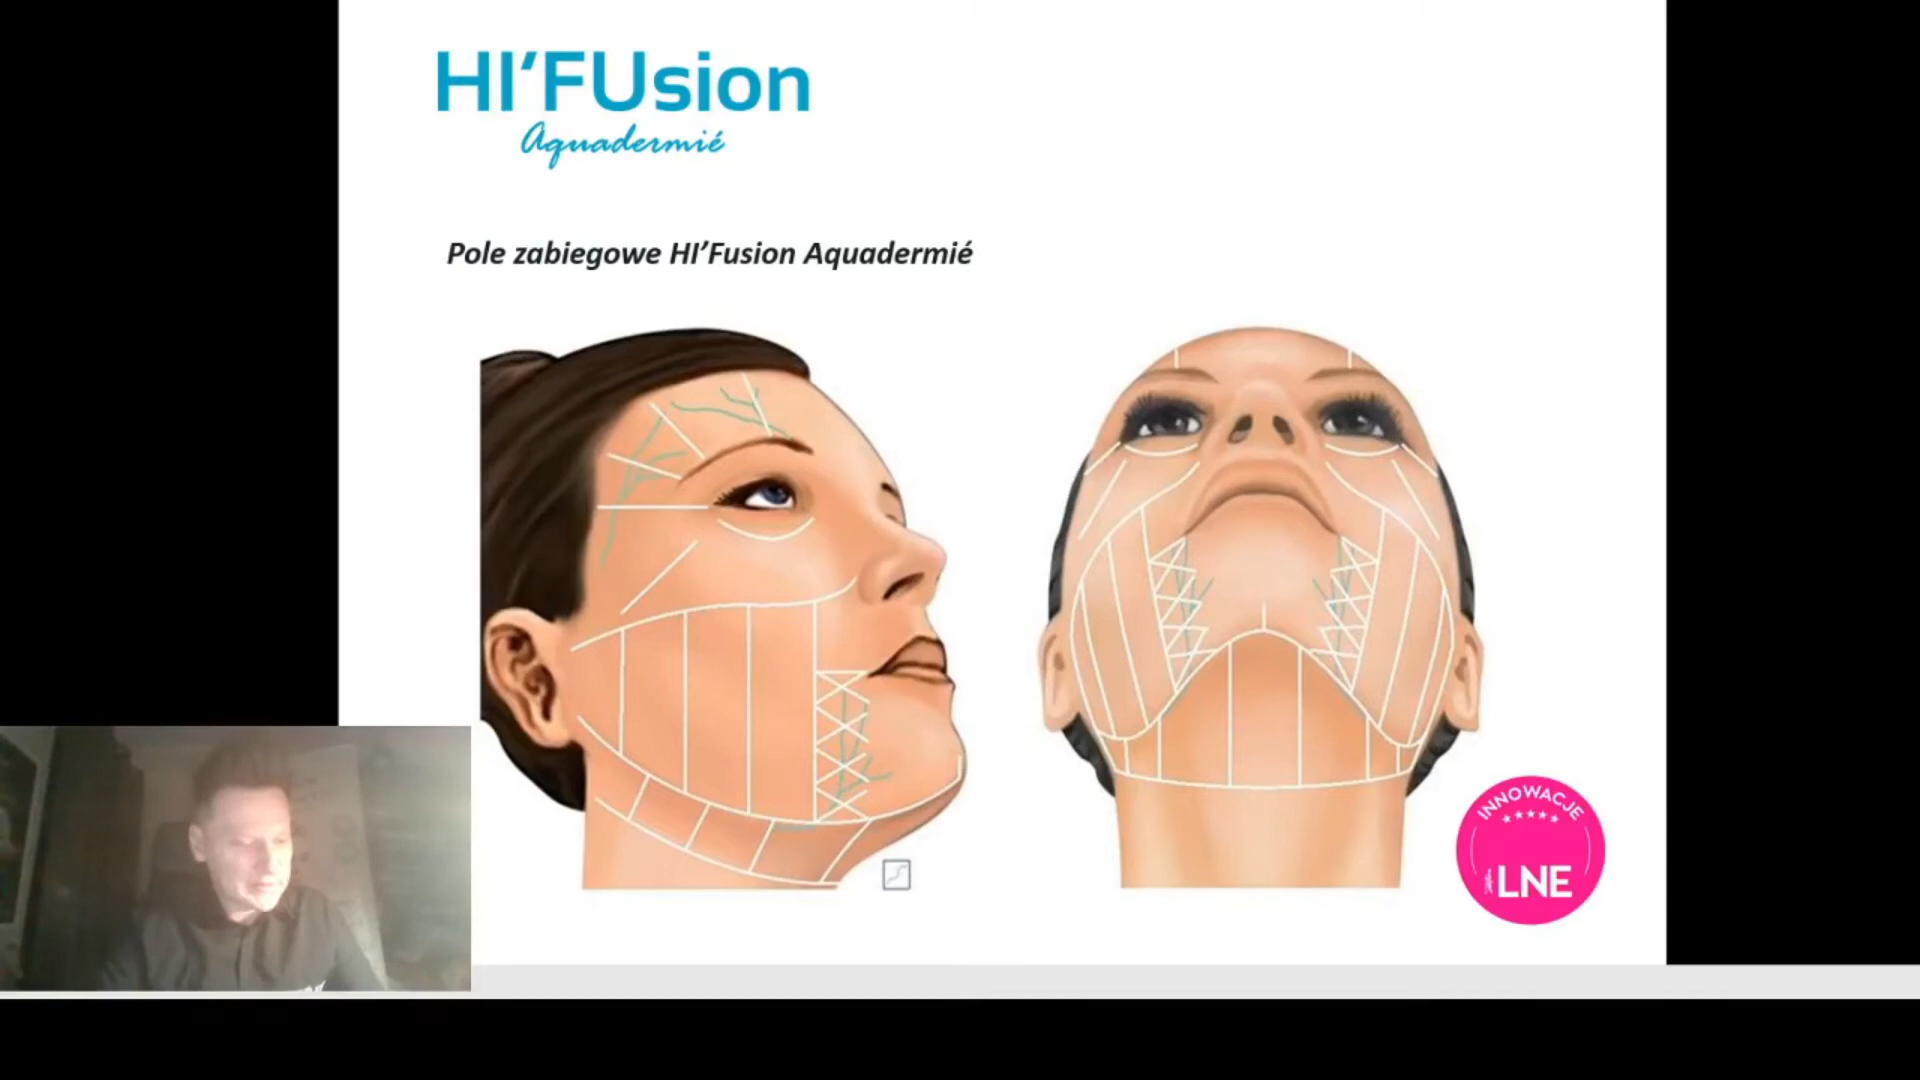 HI’FUsion
Aquadermié
Pole zabiegowe HI’Fusion Aquadermié
INNOWACJE
LNE